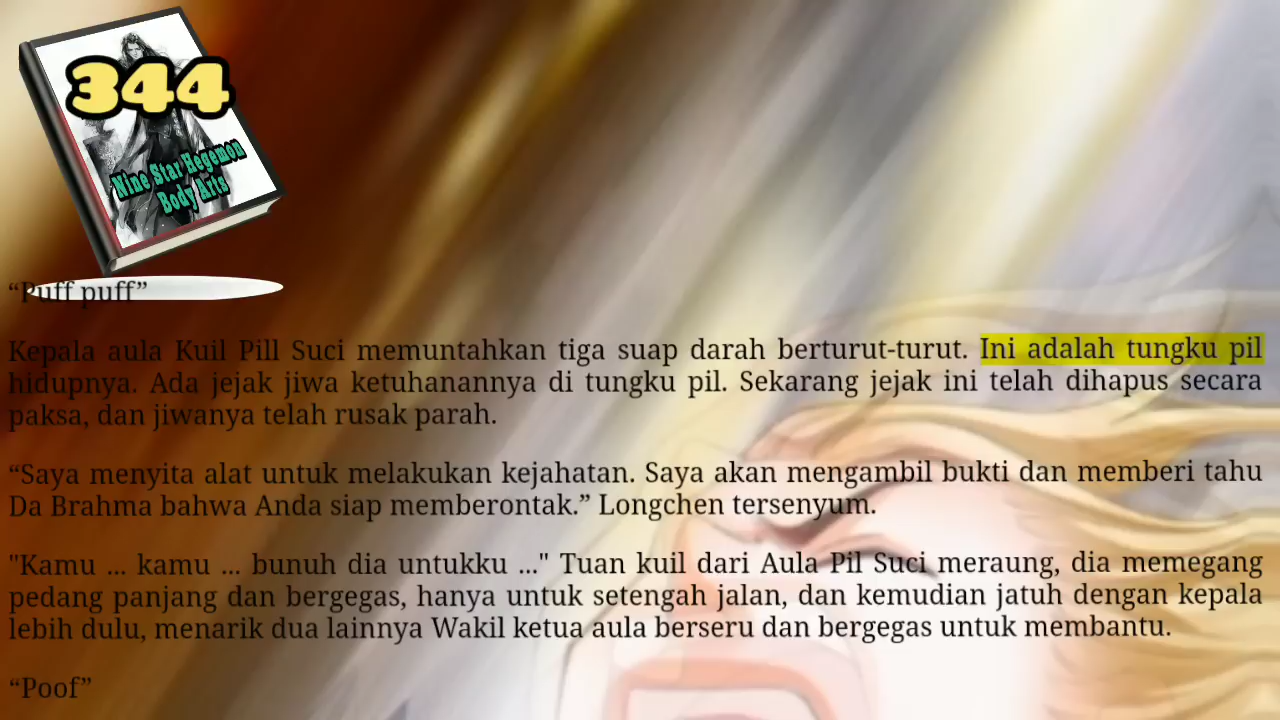 344
Nine Star Hegemon
Body Arts
“Puff puff”
Kepala aula Kuil Pill Suci memuntahkan tiga suap darah berturut-turut. Ini adalah tungku pil
hidupnya. Ada jejak jiwa ketuhanannya di tungku pil. Sekarang jejak ini telah dihapus secara
paksa, dan jiwanya telah rusak parah.
“Saya menyita alat untuk melakukan kejahatan. Saya akan mengambil bukti dan memberi tahu
Da Brahma bahwa Anda siap memberontak.” Longchen tersenyum.
"Kamu ... kamu ... bunuh dia untukku ..." Tuan kuil dari Aula Pil Suci meraung, dia memegang
pedang panjang dan bergegas, hanya untuk setengah jalan, dan kemudian jatuh dengan kepala
lebih dulu, menarik dua lainnya Wakil ketua aula berseru dan bergegas untuk membantu.
“Poof”